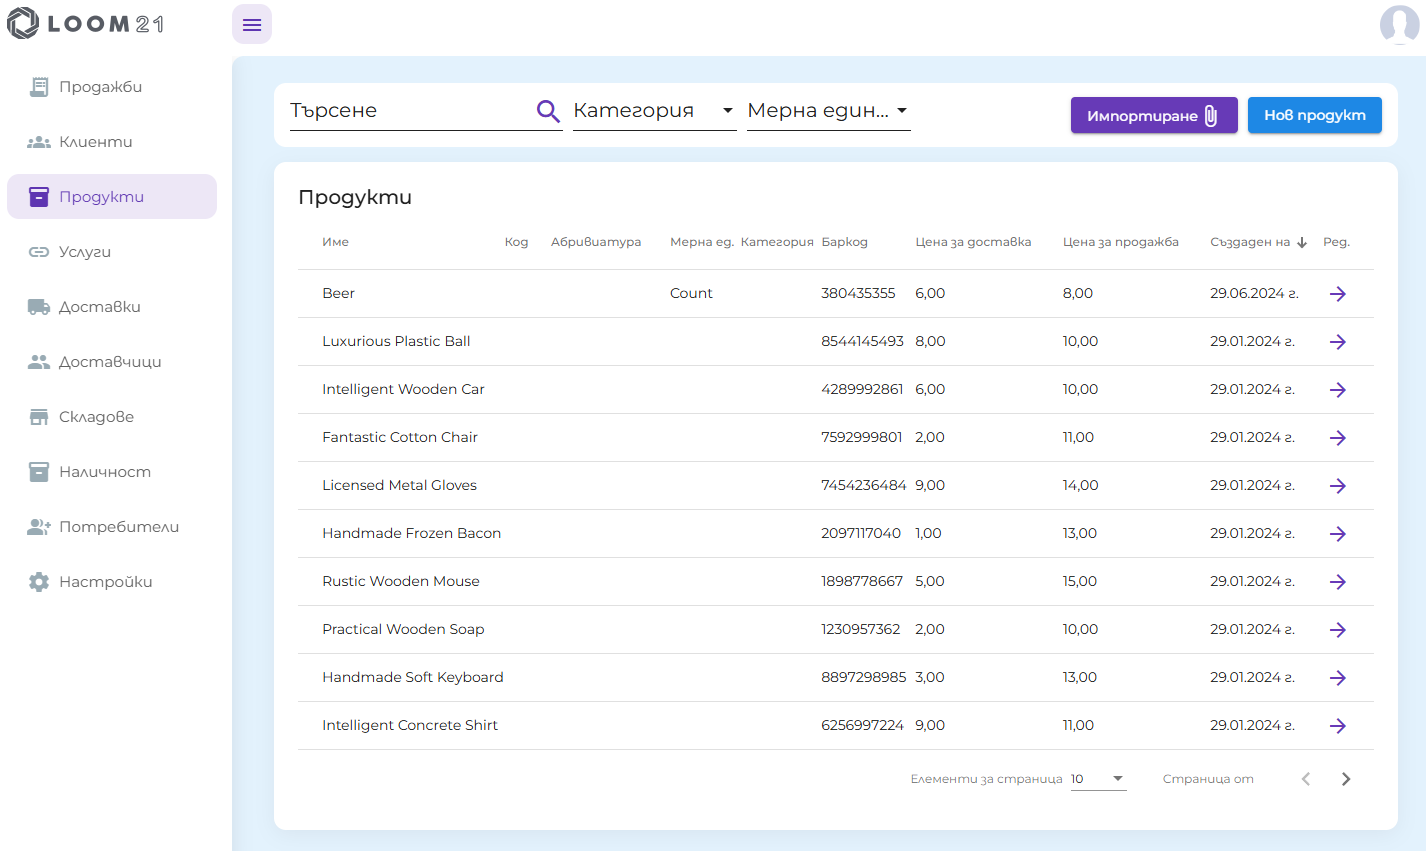 LOOM21
Продажби
Клиенти
Продукти
Услуги
Доставки
Доставчици
Складове
Наличност
Потребители
Настройки
Търсене Категория Мерна един... Импортиране Нов продукт
Продукти
Име Код Абривиатура Мерна ед. Категория Баркод Цена за доставка Цена за продажба Създаден на Ред.
Beer Count 380435355 6,00 8,00 29.06.2024 г.
Luxurious Plastic Ball 8544145493 8,00 10,00 29.01.2024 г.
Intelligent Wooden Car 4289992861 6,00 10,00 29.01.2024 г.
Fantastic Cotton Chair 7592999801 2,00 11,00 29.01.2024 г.
Licensed Metal Gloves 7454236484 9,00 14,00 29.01.2024 г.
Handmade Frozen Bacon 2097117040 1,00 13,00 29.01.2024 г.
Rustic Wooden Mouse 1898778667 5,00 15,00 29.01.2024 г.
Practical Wooden Soap 1230957362 2,00 10,00 29.01.2024 г.
Handmade Soft Keyboard 8897298985 3,00 13,00 29.01.2024 г.
Intelligent Concrete Shirt 6256997224 9,00 11,00 29.01.2024 г.
Елементи за страница 10 Страница от